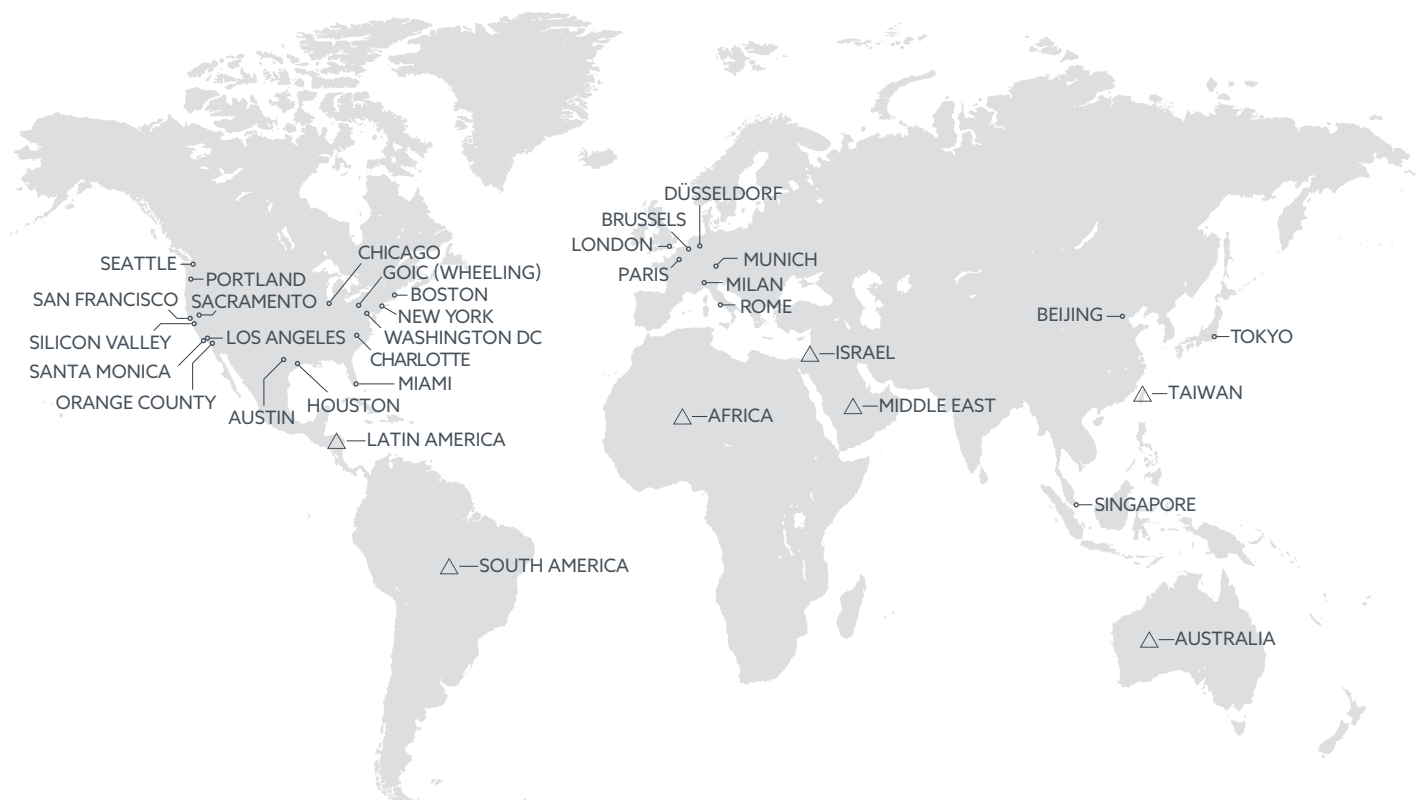 DÜSSELDORF
BRUSSELS
LONDON
PARIS
MUNICH
MILAN
ROME
CHICAGO
GOIC (WHEELING)
SEATTLE
PORTLAND
BOSTON
SAN FRANCISCO
SACRAMENTO
NEW YORK
SILICON VALLEY
LOS ANGELES
WASHINGTON DC
CHARLOTTE
SANTA MONICA
MIAMI
ORANGE COUNTY
AUSTIN
HOUSTON
LATIN AMERICA
SOUTH AMERICA
BEIJING
TOKYO
ISRAEL
TAIWAN
AFRICA
MIDDLE EAST
SINGAPORE
AUSTRALIA